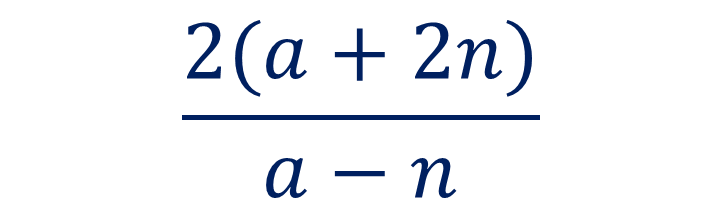 2(a + 2n)
a − n